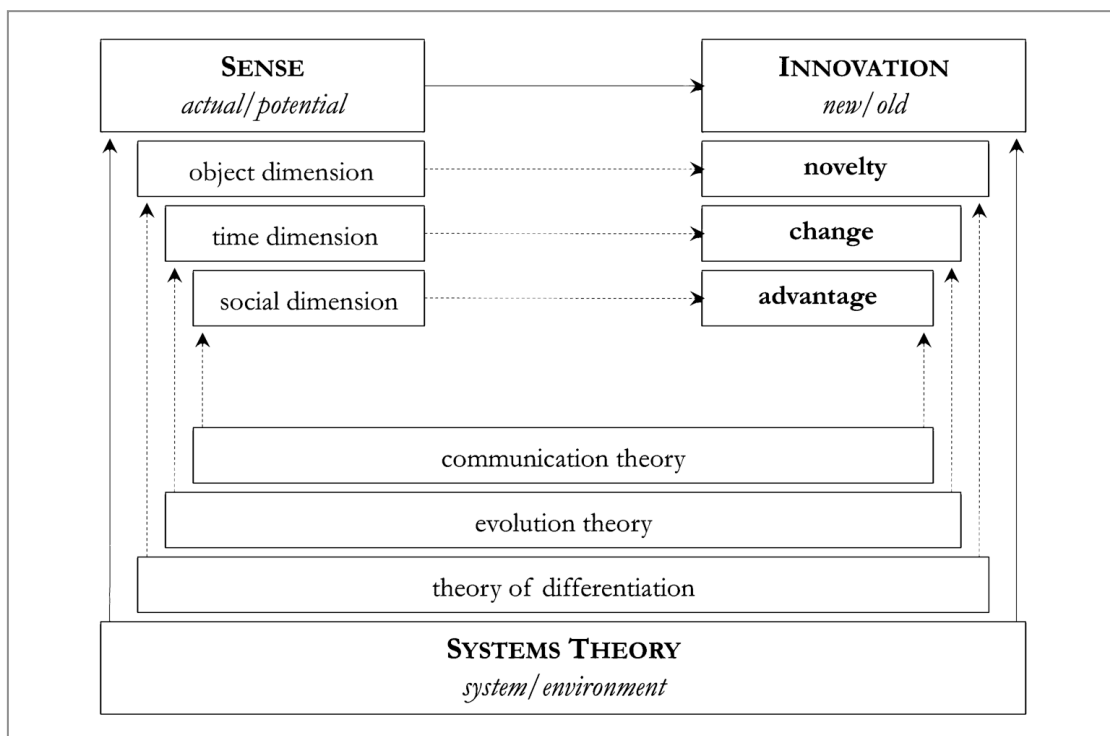 SENSE
actual/potential
INNOVATION
new/old
object dimension
novelty
time dimension
change
social dimension
advantage
communication theory
evolution theory
theory of differentiation
SYSTEMS THEORY
system/environment